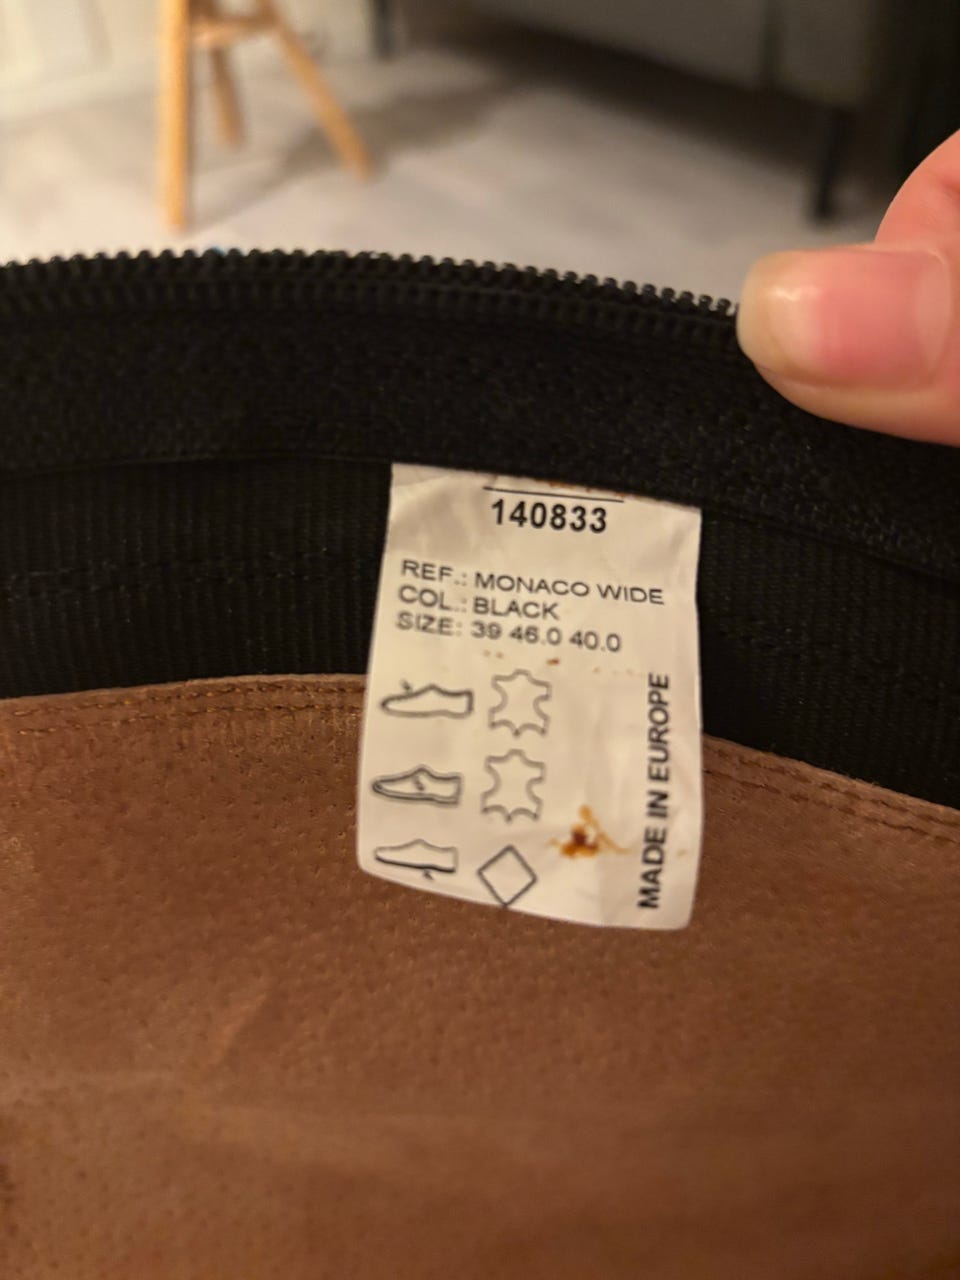 140833
REF.: MONACO WIDE
COL.: BLACK
SIZE: 39 46.0 40.0
MADE IN EUROPE